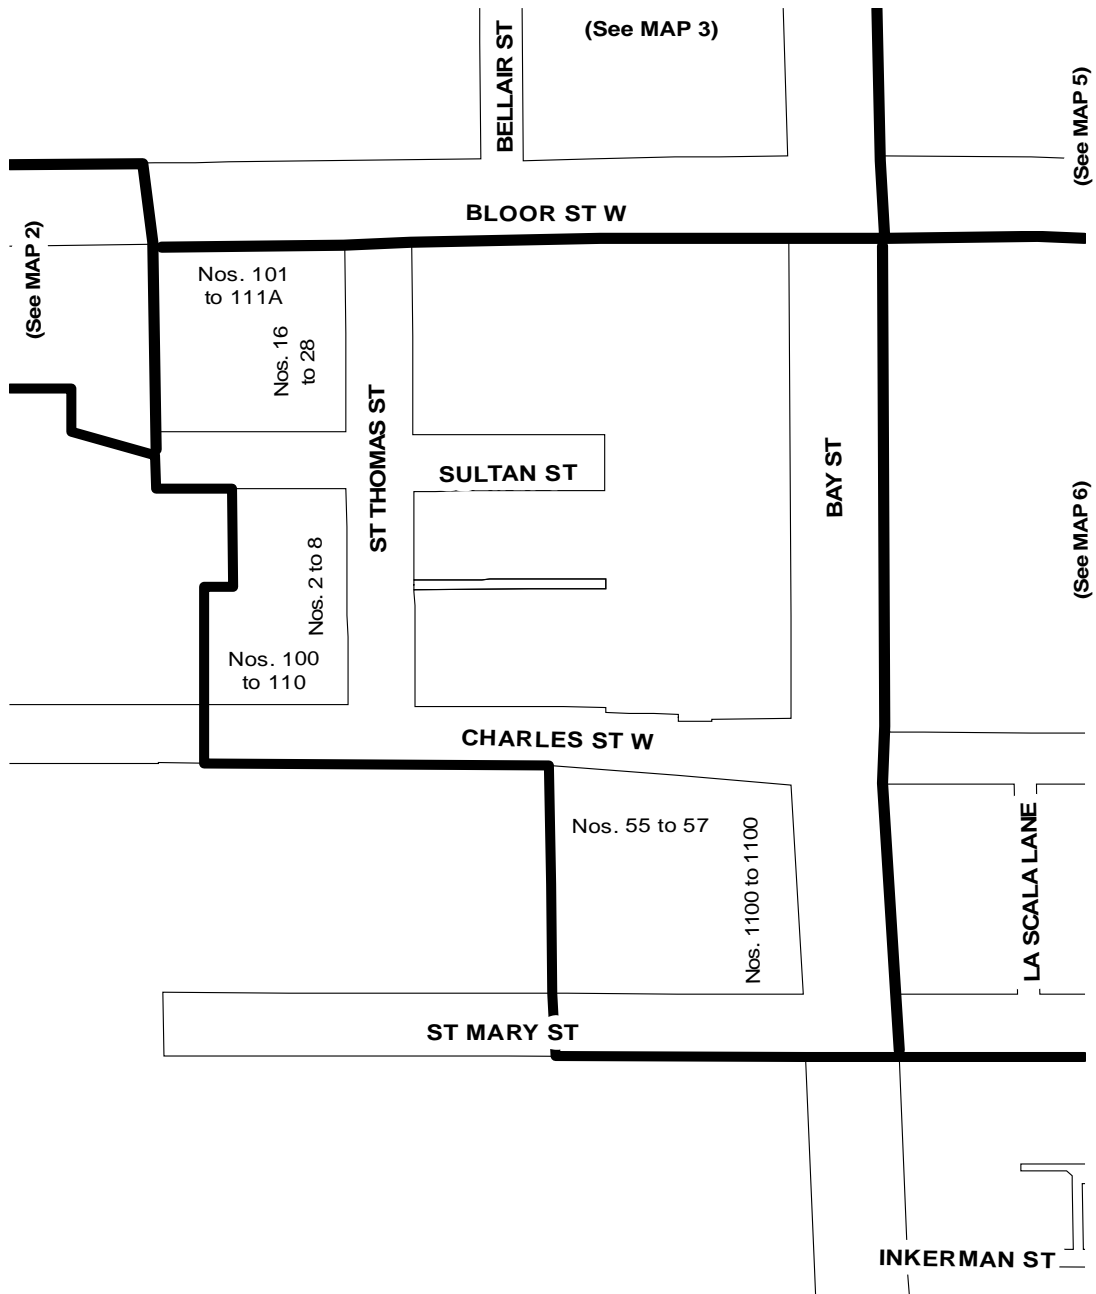 (See MAP 3)
BELLAIR ST
(See MAP 5)
BLOOR ST W
(See MAP 2)
Nos. 101
to 111A
Nos. 16
to 28
ST THOMAS ST
SULTAN ST
BAY ST
(See MAP 6)
Nos. 2 to 8
Nos. 100
to 110
CHARLES ST W
Nos. 55 to 57
Nos. 1100 to 1100
LA SCALA LANE
ST MARY ST
INKERMAN ST